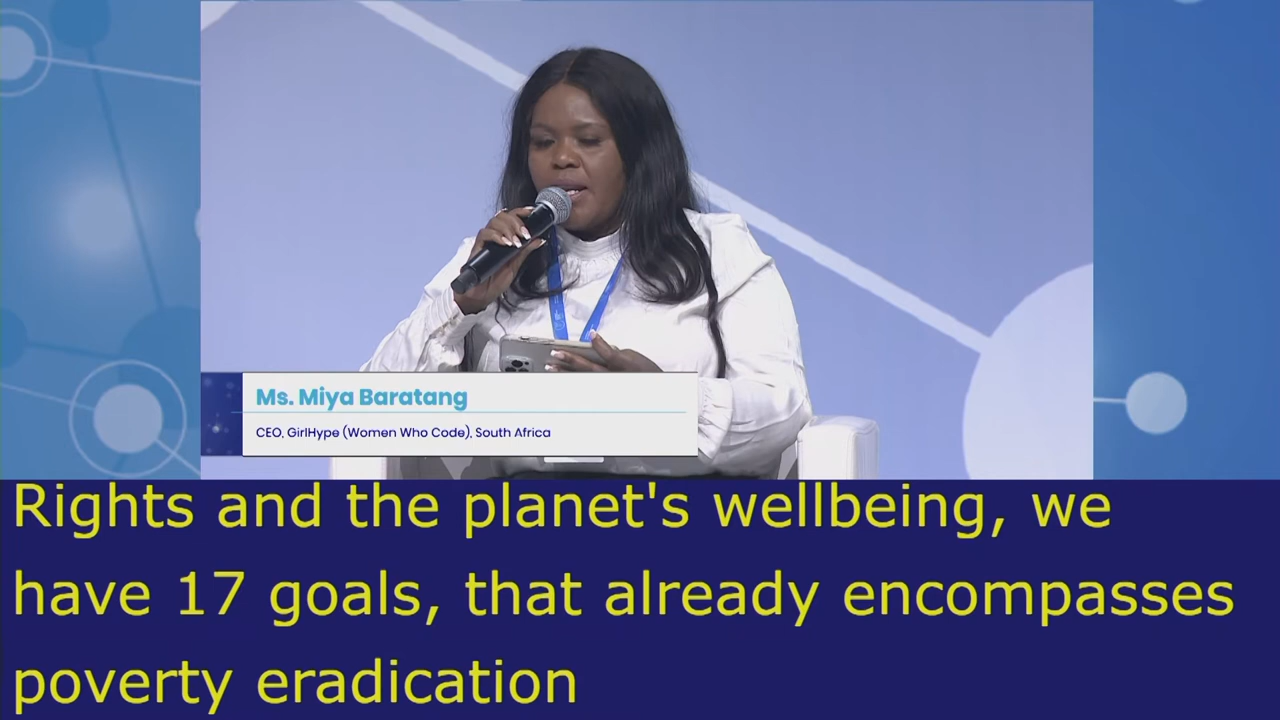 Ms. Miya Baratang
CEO, GirlHype (Women Who Code), South Africa
Rights and the planet's wellbeing, we
have 17 goals, that already encompasses
poverty eradication